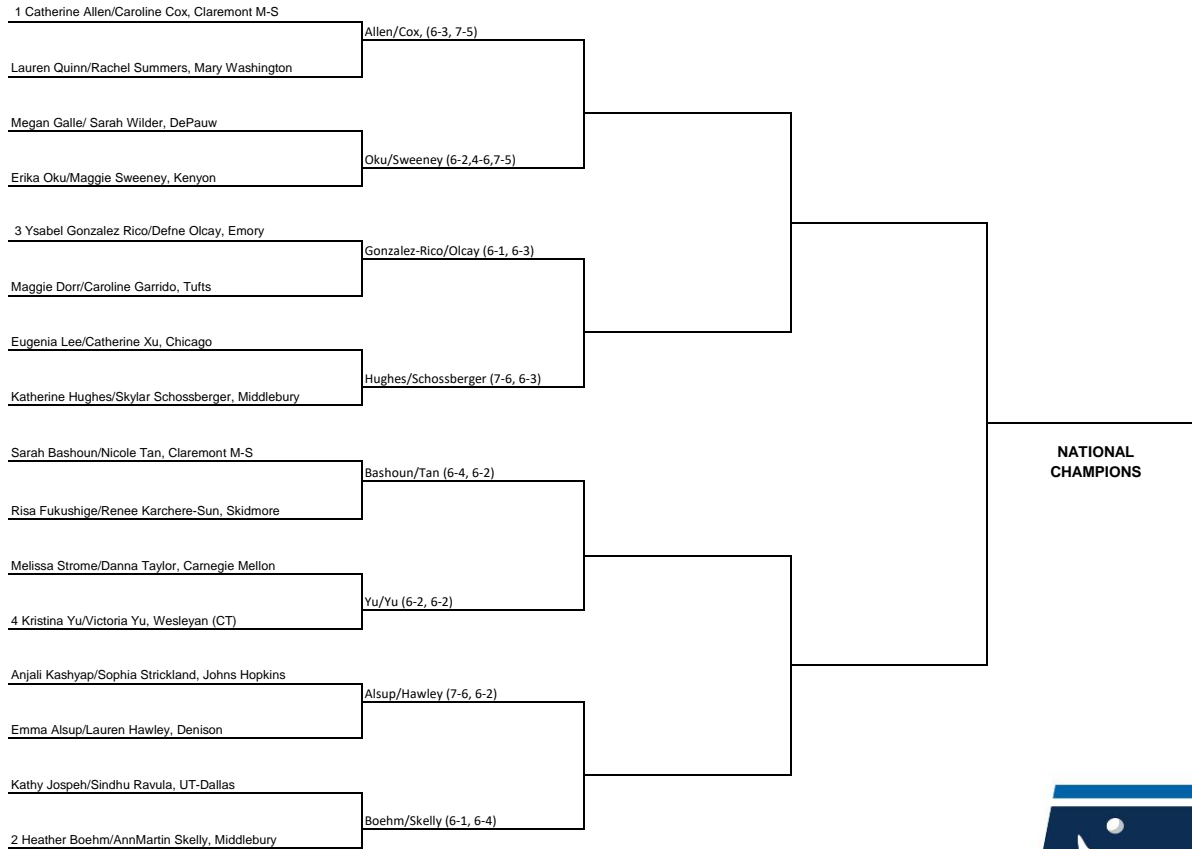 1 Catherine Allen/Caroline Cox, Claremont M-S
Allen/Cox, (6-3, 7-5)
Lauren Quinn/Rachel Summers, Mary Washington
Megan Galle/ Sarah Wilder, DePauw
Oku/Sweeney (6-2,4-6,7-5)
Erika Oku/Maggie Sweeney, Kenyon
3 Ysabel Gonzalez Rico/Defne Olcay, Emory
Gonzalez-Rico/Olcay (6-1, 6-3)
Maggie Dorr/Caroline Garrido, Tufts
Eugenia Lee/Catherine Xu, Chicago
Hughes/Schossberger (7-6, 6-3)
Katherine Hughes/Skylar Schossberger, Middlebury
Sarah Bashoun/Nicole Tan, Claremont M-S
NATIONAL
CHAMPIONS
Bashoun/Tan (6-4, 6-2)
Risa Fukushige/Renee Karchere-Sun, Skidmore
Melissa Strome/Danna Taylor, Carnegie Mellon
Yu/Yu (6-2, 6-2)
4 Kristina Yu/Victoria Yu, Wesleyan (CT)
Anjali Kashyap/Sophia Strickland, Johns Hopkins
Alsup/Hawley (7-6, 6-2)
Emma Alsup/Lauren Hawley, Denison
Kathy Jospeh/Sindhu Ravula, UT-Dallas
Boehm/Skelly (6-1, 6-4)
2 Heather Boehm/AnnMartin Skelly, Middlebury